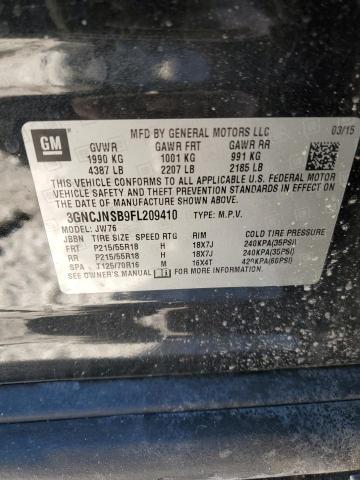 GM
MFD BY GENERAL MOTORS LLC 03/15
GVWR GAWR FRT GAWR RR
1990 KG 1001 KG 991 KG
4387 LB 2207 LB 2185 LB
THIS VEHICLE CONFORMS TO ALL APPLICABLE U.S. FEDERAL
MOTOR VEHICLE SAFETY AND THEFT PREVENTION STANDARDS IN EFFECT ON
THE DATE OF MANUFACTURE SHOWN ABOVE.
3GNCJNSB9FL209410 TYPE: M.P.V.
MODEL: JW76
JBBN TIRE SIZE SPEED RTG RIM COLD TIRE PRESSURE
FRT P215/55R18 H 18X7J 240KPA(35PSI)
RR P215/55R18 H 18X7J 240KPA(35PSI)
SPA T125/70R16 M 16X4T 420KPA(60PSI)
SEE OWNER'S MANUAL FOR MORE INFORMATION.